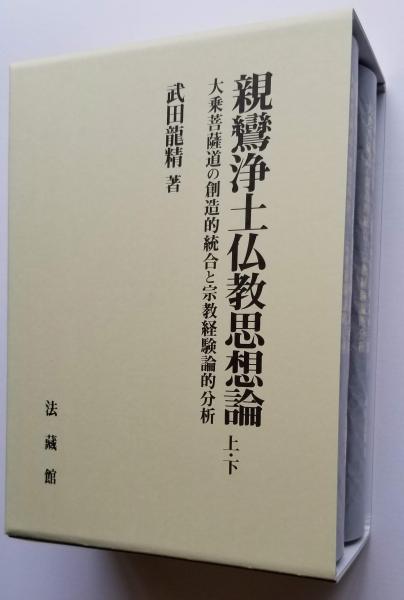 親鸞浄土仏教思想論 上・下
大乗菩薩道の創造的統合と宗教経験論的分析
武田龍精 著
法藏館